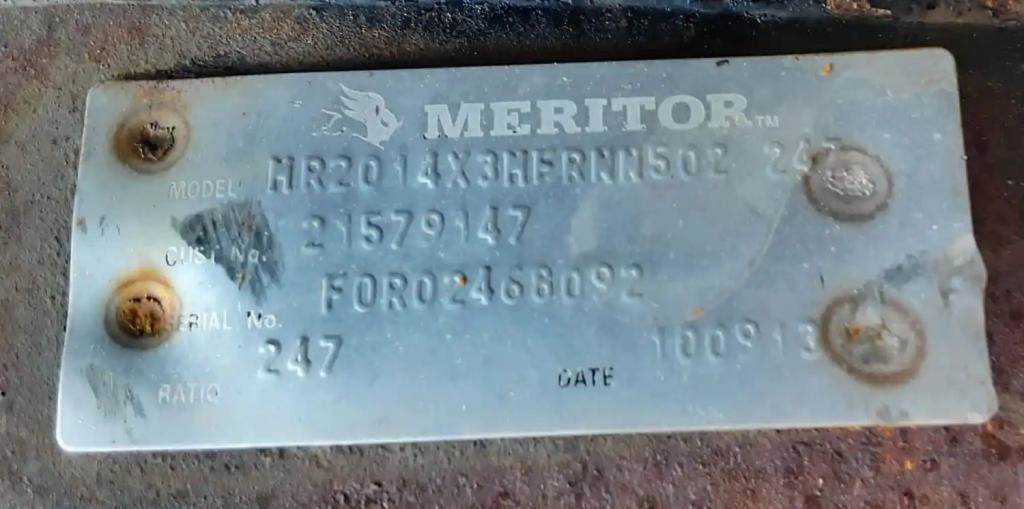 MERITOR™
MODEL MR2014X3HFRNN502 247
CUST No. 21579147
SERIAL No. FOR02468092
RATIO 247 DATE 100913